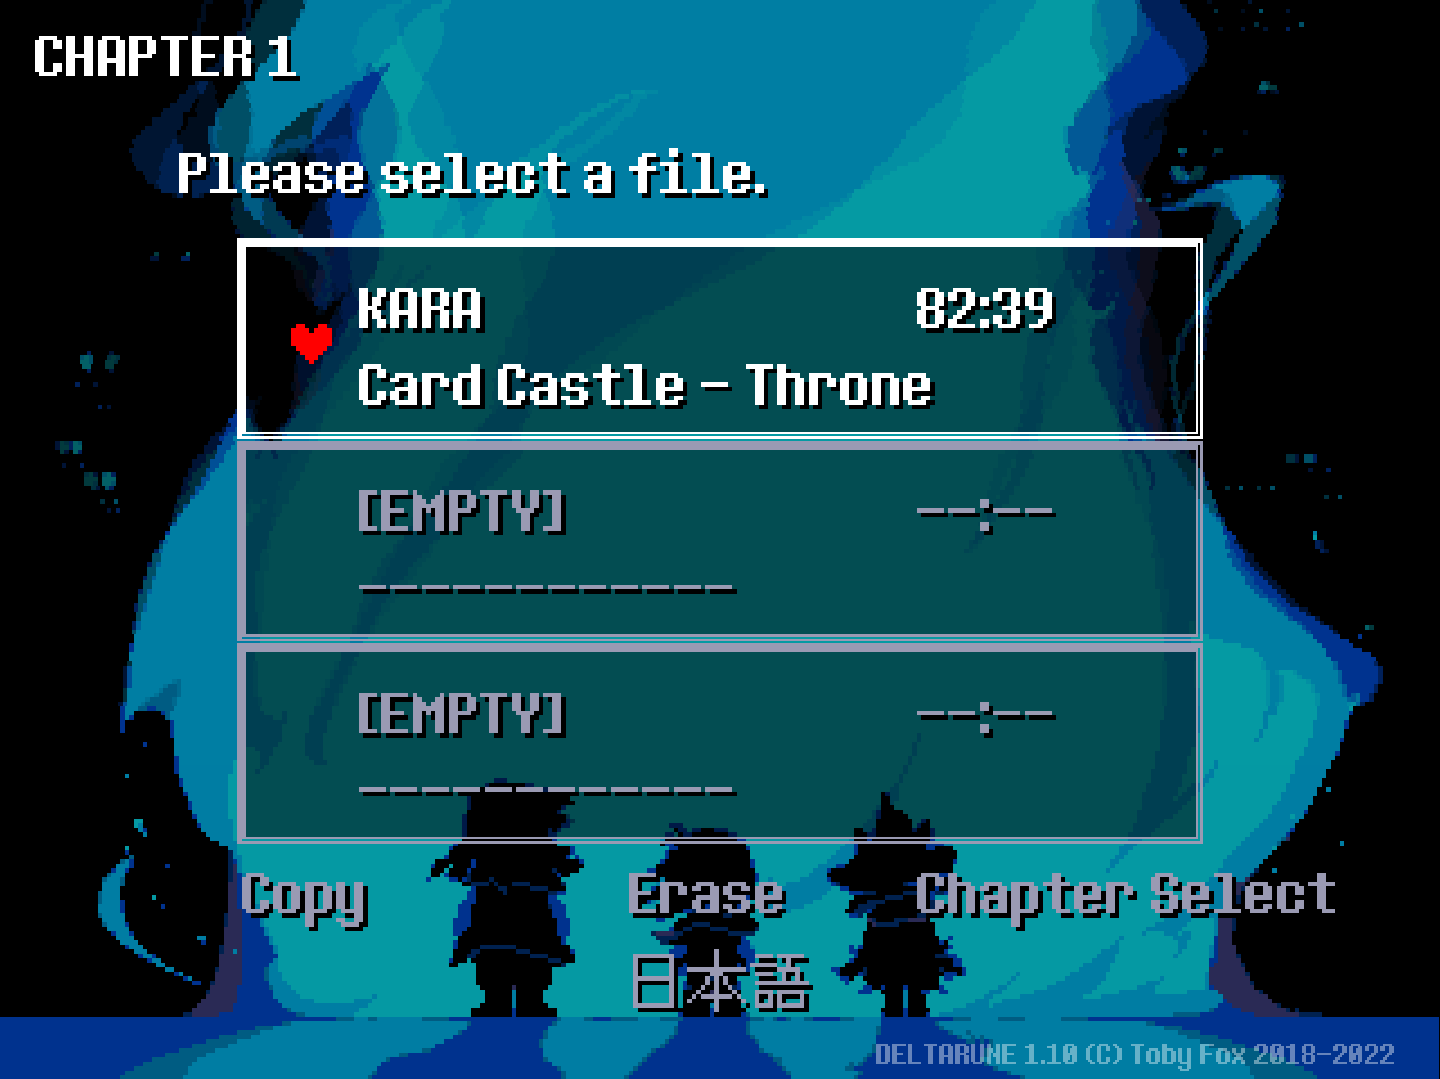 CHAPTER 1
Please select a file.
KARA 82:39
Card Castle - Throne
[EMPTY] --:--
------------
[EMPTY] --:--
------------
Copy Erase Chapter Select
日本語
DELTARUNE 1.10 (C) Toby Fox 2018-2022